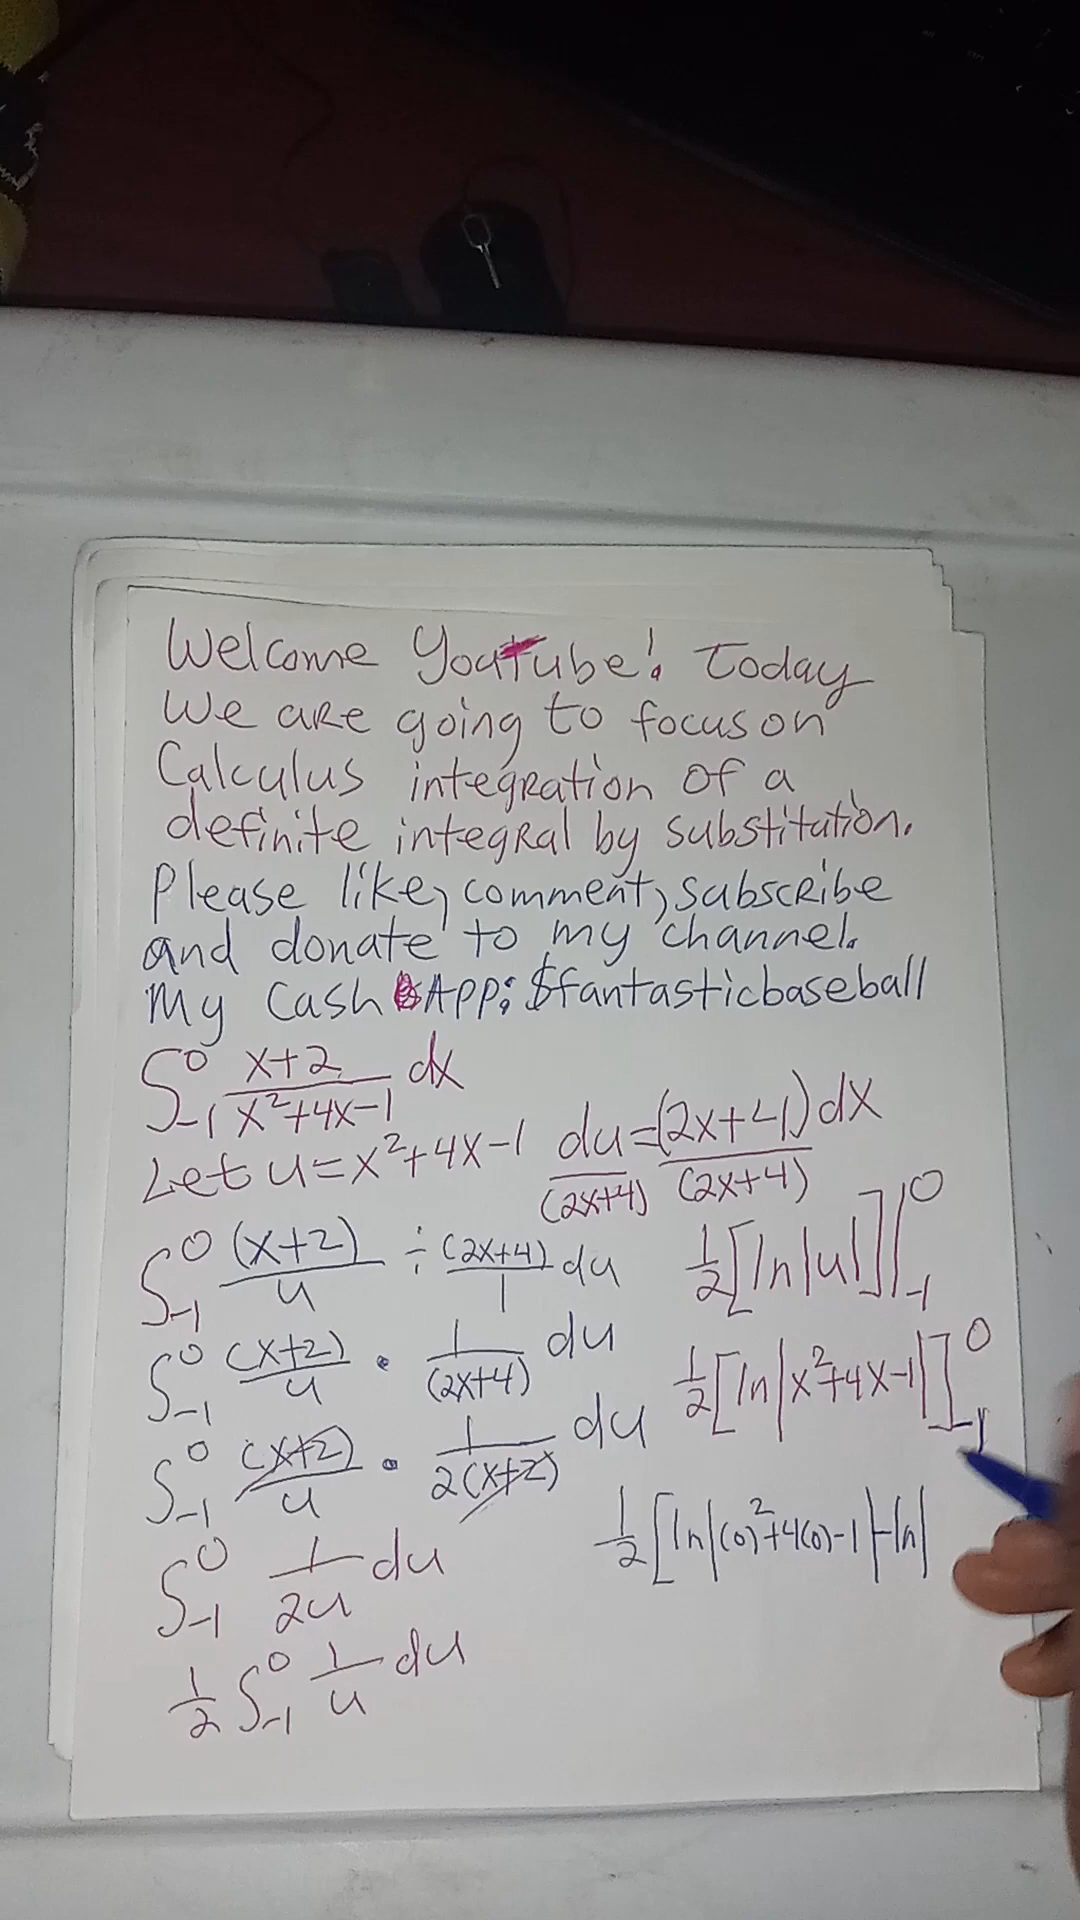 Welcome YouTube! Today
We are going to focus on
Calculus integration of a
definite integral by substitution.
Please like, comment, subscribe
and donate to my channel.
My Cash App: $fantasticbaseball
∫₋₁⁰ (x+2)/(x²+4x-1) dx
Let u=x²+4x-1 du/(2x+4)=(2x+4)dx/(2x+4)
∫₋₁⁰ (x+2)/u ÷ (2x+4)/1 du
∫₋₁⁰ (x+2)/u · 1/(2x+4) du
∫₋₁⁰ (x+2)/u · 1/2(x+2) du
∫₋₁⁰ 1/2u du
1/2 ∫₋₁⁰ 1/u du
1/2[ln|u|]|₋₁⁰
1/2[ln|x²+4x-1|]₋₁⁰
1/2[ln|(0)²+4(0)-1|-ln|